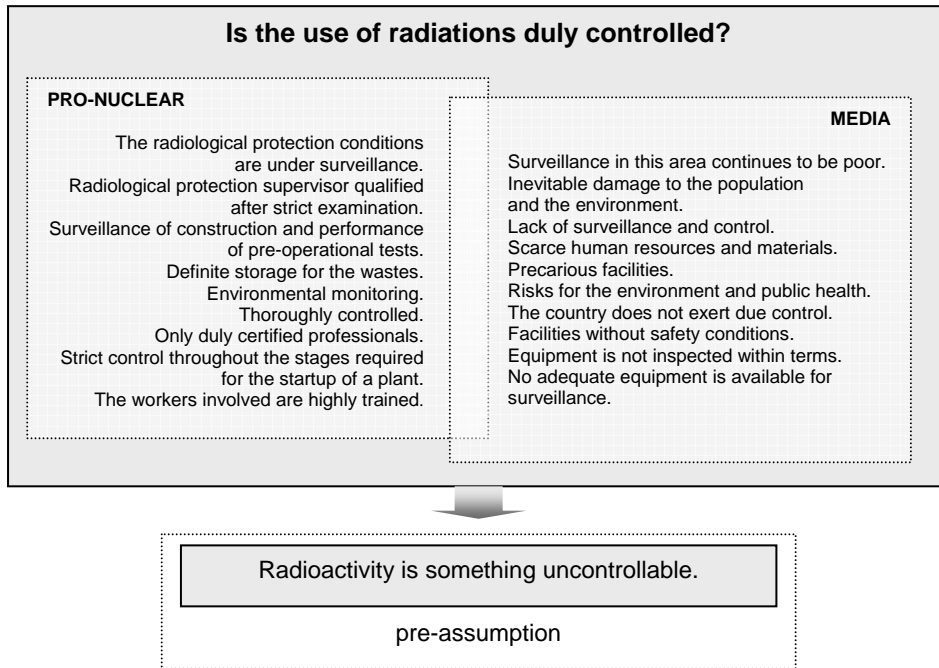 Is the use of radiations duly controlled?
PRO-NUCLEAR
The radiological protection conditions
are under surveillance.
Radiological protection supervisor qualified
after strict examination.
Surveillance of construction and performance
of pre-operational tests.
Definite storage for the wastes.
Environmental monitoring.
Thoroughly controlled.
Only duly certified professionals.
Strict control throughout the stages required
for the startup of a plant.
The workers involved are highly trained.
MEDIA
Surveillance in this area continues to be poor.
Inevitable damage to the population
and the environment.
Lack of surveillance and control.
Scarce human resources and materials.
Precarious facilities.
Risks for the environment and public health.
The country does not exert due control.
Facilities without safety conditions.
Equipment is not inspected within terms.
No adequate equipment is available for
surveillance.
Radioactivity is something uncontrollable.
pre-assumption